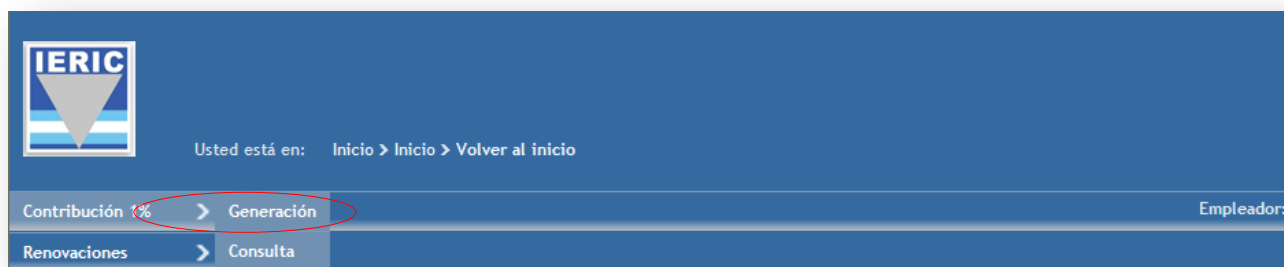 IERIC
Usted está en: Inicio > Inicio > Volver al inicio
Contribución 1% > Generación Empleador:
Renovaciones > Consulta